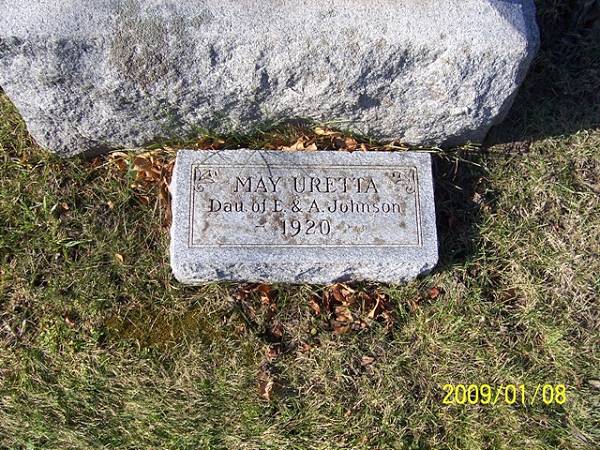 MAY URETTA
Dau. of E. & A. Johnson
- 1920 -
2009/01/08